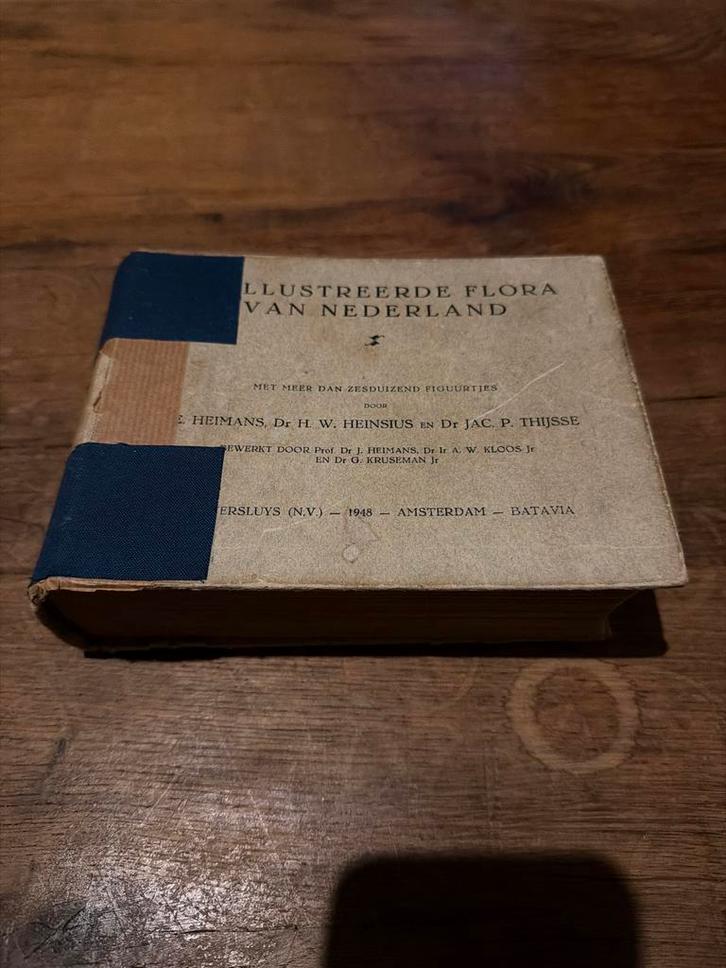 LLUSTREERDE FLORA
VAN NEDERLAND
MET MEER DAN ZESDUIZEND FIGUURTJES
DOOR
E. HEIMANS, Dr H. W. HEINSIUS EN Dr JAC. P. THIJSSE
BEWERKT DOOR Prof. Dr J. HEIMANS, Dr Ir A. W. KLOOS Jr
EN Dr G. KRUSEMAN Jr
ERSLUYS (N.V.) — 1948 — AMSTERDAM — BATAVIA